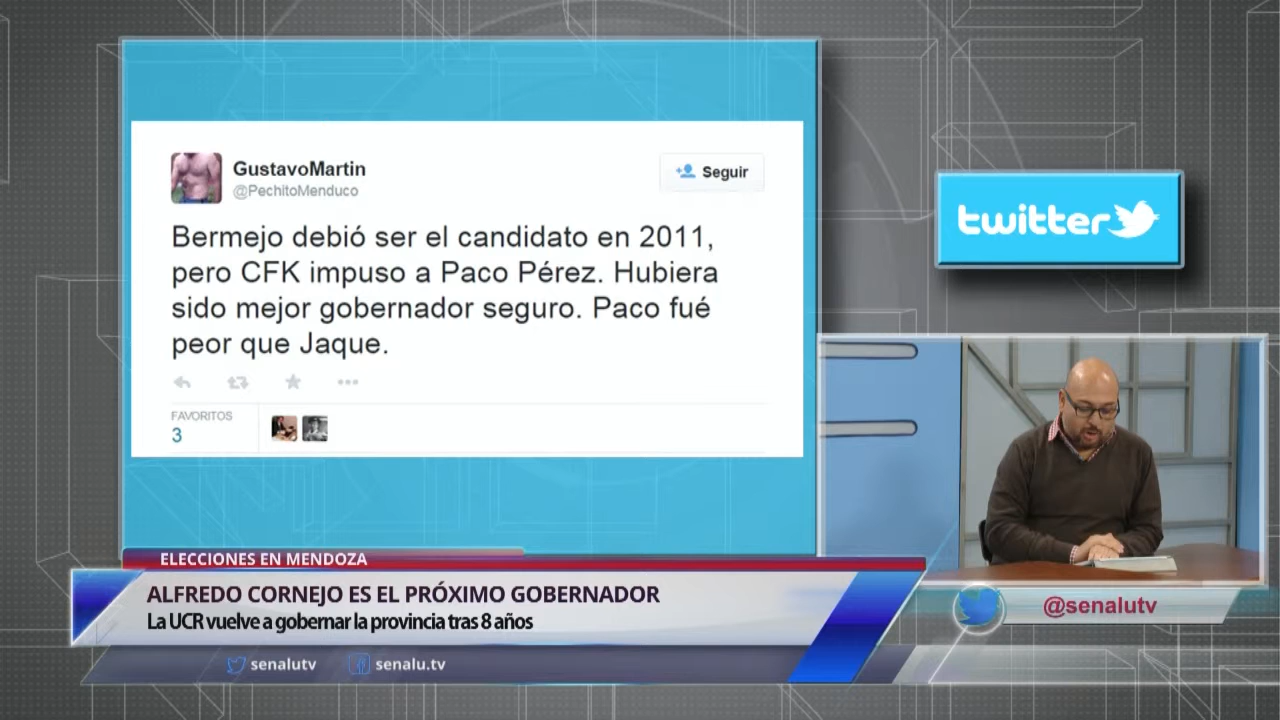 GustavoMartin
@PechitoMenduco
Seguir
Bermejo debió ser el candidato en 2011,
pero CFK impuso a Paco Pérez. Hubiera
sido mejor gobernador seguro. Paco fué
peor que Jaque.
FAVORITOS
3
twitter
ELECCIONES EN MENDOZA
ALFREDO CORNEJO ES EL PRÓXIMO GOBERNADOR
La UCR vuelve a gobernar la provincia tras 8 años
senalutv
senalu.tv
@senalutv